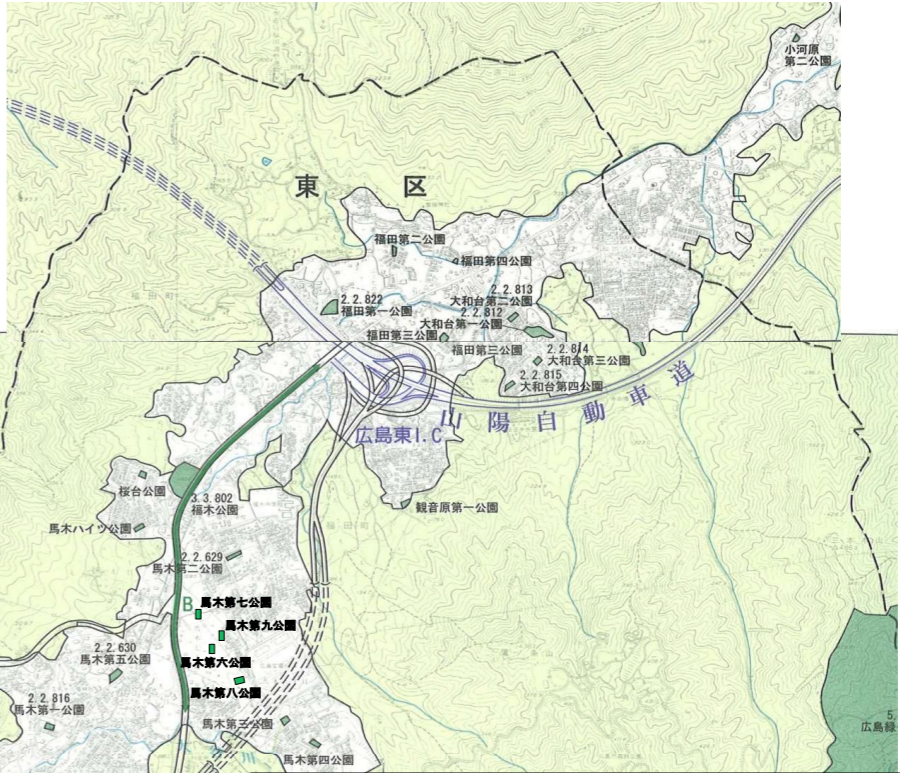 小河原
第二公園
東区
福田第二公園
福田第四公園
2.2.813
大和台第二公園
2.2.822
福田第一公園
2.2.812
大和台第一公園
福田第三公園
福田第三公園
2.2.814
大和台第三公園
2.2.815
大和台第四公園
山陽自動車道
広島東I.C
福田町
桜台公園
3.3.802
福木公園
観音原第一公園
馬木ハイツ公園
福田町
2.2.629
馬木第二公園
B
馬木第七公園
馬木第九公園
2.2.630
馬木第五公園
馬木第六公園
馬木第八公園
2.2.816
馬木第一公園
馬木第三公園
馬木第四公園
川
5.
広島緑